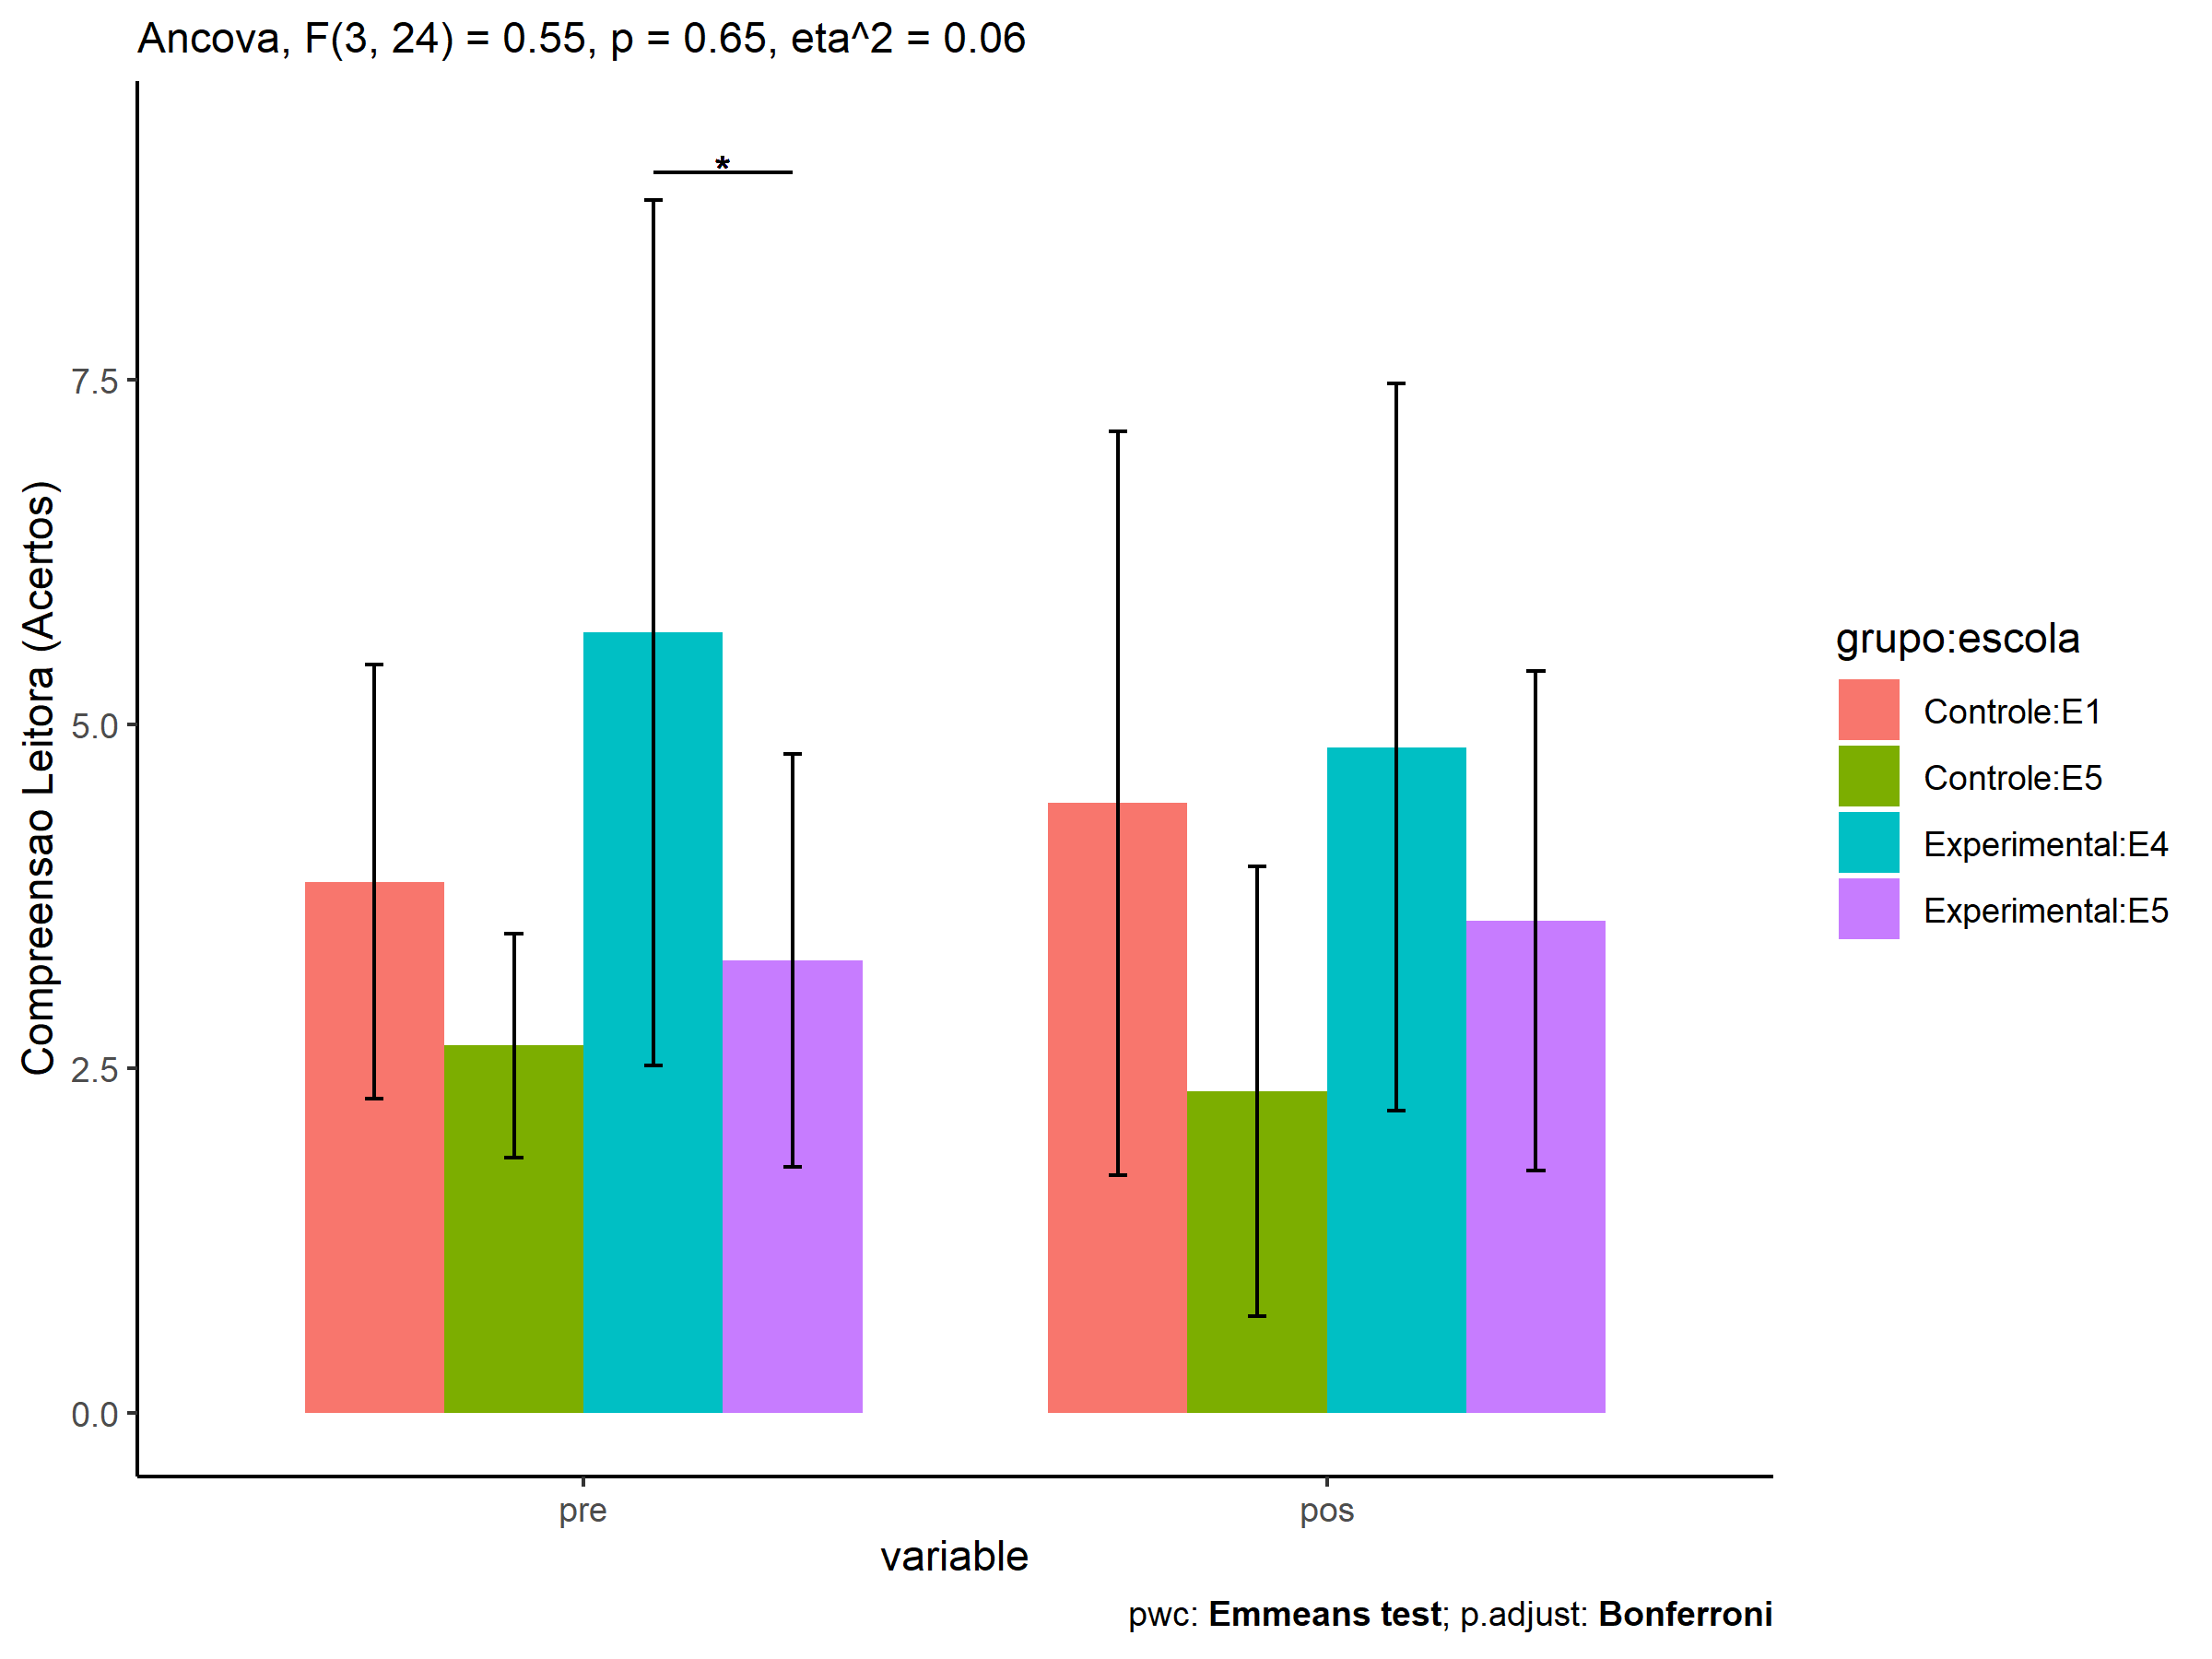 Ancova, F(3, 24) = 0.55, p = 0.65, eta^2 = 0.06
*
7.5
5.0
2.5
0.0
Compreensao Leitora (Acertos)
pre
pos
variable
grupo:escola
Controle:E1
Controle:E5
Experimental:E4
Experimental:E5
pwc: Emmeans test; p.adjust: Bonferroni